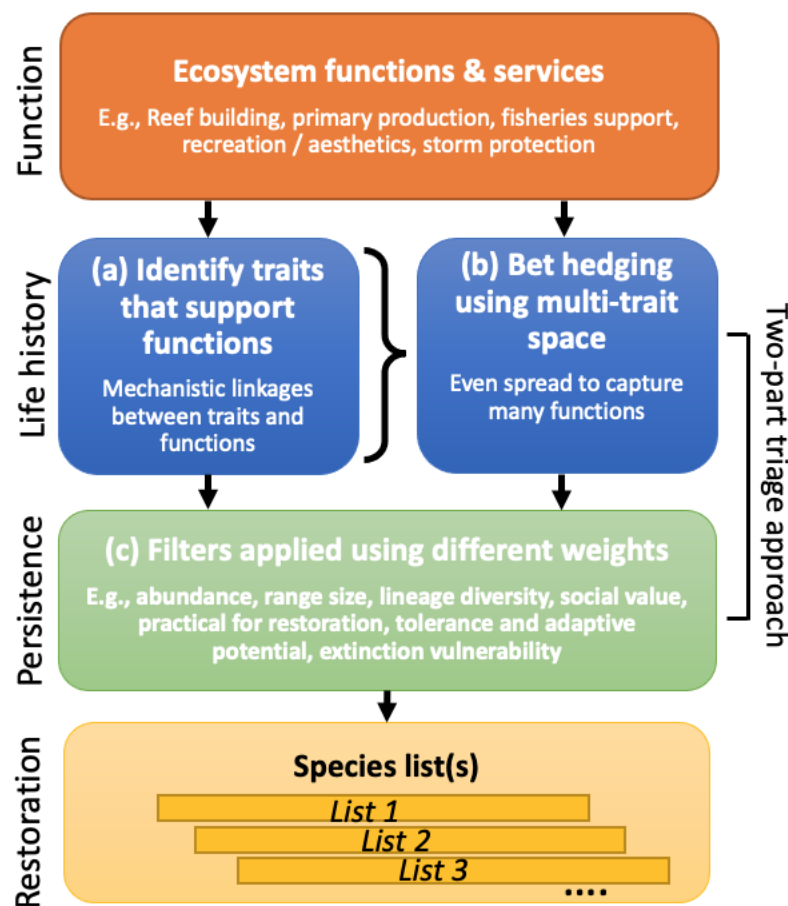 Function
Ecosystem functions & services
E.g., Reef building, primary production, fisheries support,
recreation / aesthetics, storm protection
Life history
(a) Identify traits
that support
functions
Mechanistic linkages
between traits and
functions
(b) Bet hedging
using multi-trait
space
Even spread to capture
many functions
Two-part triage
approach
Persistence
(c) Filters applied using different weights
E.g., abundance, range size, lineage diversity, social value,
practical for restoration, tolerance and adaptive
potential, extinction vulnerability
Restoration
Species list(s)
List 1
List 2
List 3
....